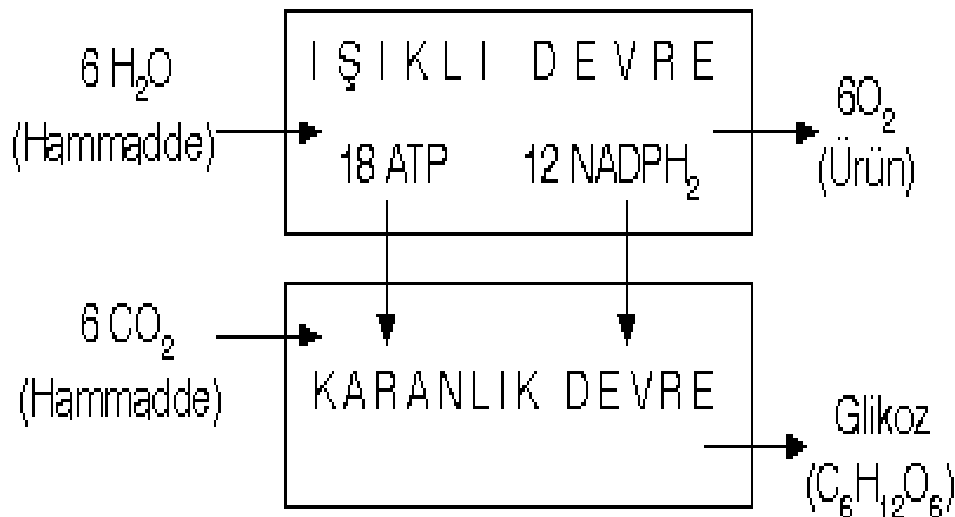 IŞIKLI DEVRE
6 H₂O
(Hammadde)
18 ATP
12 NADPH₂
6O₂
(Ürün)
6 CO₂
(Hammadde)
KARANLIK DEVRE
Glikoz
(C₆H₁₂O₆)